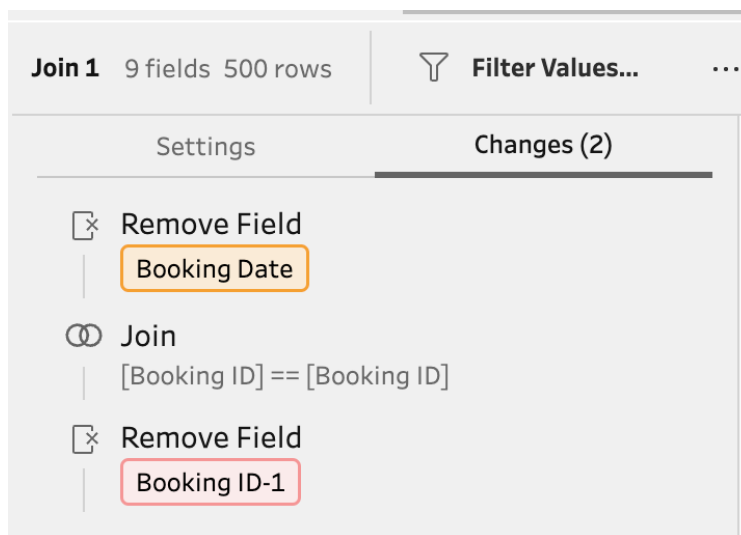 Join 1 9 fields 500 rows Filter Values...
Settings Changes (2)
Remove Field
Booking Date
Join
[Booking ID] == [Booking ID]
Remove Field
Booking ID-1